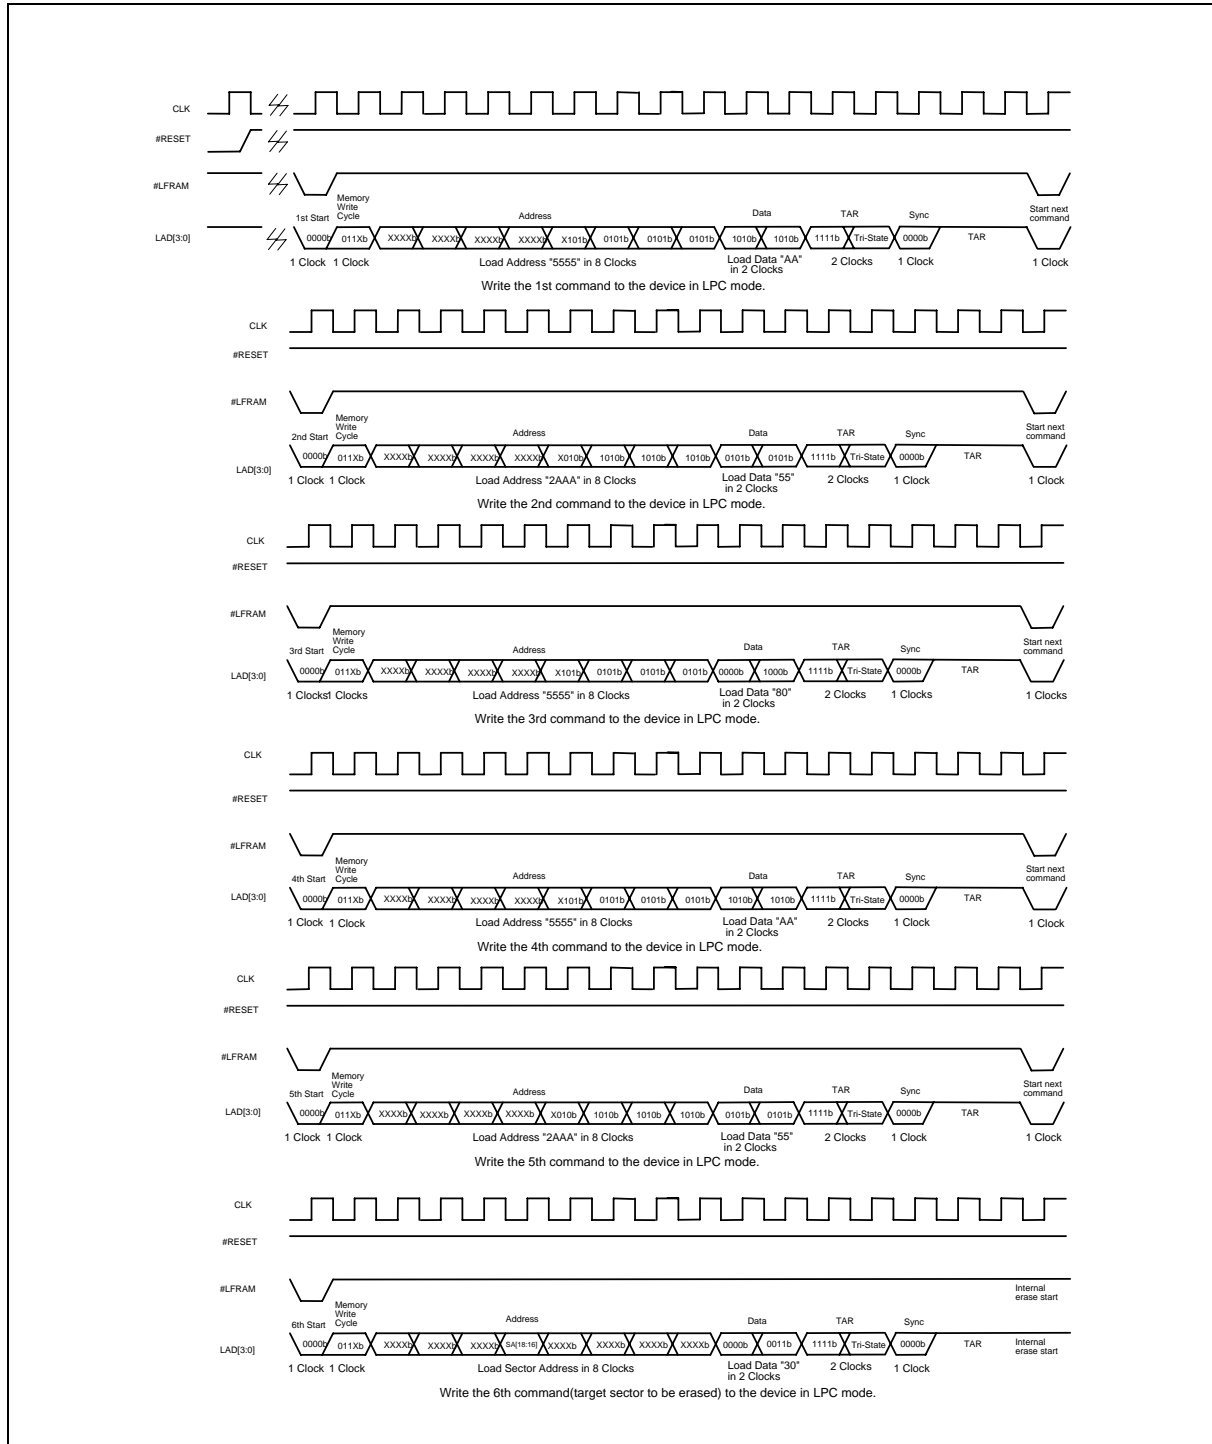 CLK
#RESET
#LFRAM
Memory
Write
Cycle
1st Start
Address
Data
TAR
Sync
Start next
command
LAD[3:0]
0000b 011Xb XXXXb XXXXb XXXXb XXXXb X101b 0101b 0101b 0101b 1010b 1010b 1111b Tri-State 0000b TAR
1 Clock 1 Clock Load Address "5555" in 8 Clocks Load Data "AA"
in 2 Clocks
2 Clocks 1 Clock 1 Clock
Write the 1st command to the device in LPC mode.
CLK
#RESET
#LFRAM
Memory
Write
Cycle
2nd Start
Address
Data
TAR
Sync
Start next
command
LAD[3:0]
0000b 011Xb XXXXb XXXXb XXXXb XXXXb X010b 1010b 1010b 1010b 0101b 0101b 1111b Tri-State 0000b TAR
1 Clock 1 Clock Load Address "2AAA" in 8 Clocks Load Data "55"
in 2 Clocks
2 Clocks 1 Clock 1 Clock
Write the 2nd command to the device in LPC mode.
CLK
#RESET
#LFRAM
Memory
Write
Cycle
3rd Start
Address
Data
TAR
Sync
Start next
command
LAD[3:0]
0000b 011Xb XXXXb XXXXb XXXXb XXXXb X101b 0101b 0101b 0101b 0000b 1000b 1111b Tri-State 0000b TAR
1 Clocks 1 Clocks Load Address "5555" in 8 Clocks Load Data "80"
in 2 Clocks
2 Clocks 1 Clocks 1 Clocks
Write the 3rd command to the device in LPC mode.
CLK
#RESET
#LFRAM
Memory
Write
Cycle
4th Start
Address
Data
TAR
Sync
Start next
command
LAD[3:0]
0000b 011Xb XXXXb XXXXb XXXXb XXXXb X101b 0101b 0101b 0101b 1010b 1010b 1111b Tri-State 0000b TAR
1 Clock 1 Clock Load Address "5555" in 8 Clocks Load Data "AA"
in 2 Clocks
2 Clocks 1 Clock 1 Clock
Write the 4th command to the device in LPC mode.
CLK
#RESET
#LFRAM
Memory
Write
Cycle
5th Start
Address
Data
TAR
Sync
Start next
command
LAD[3:0]
0000b 011Xb XXXXb XXXXb XXXXb XXXXb X010b 1010b 1010b 1010b 0101b 0101b 1111b Tri-State 0000b TAR
1 Clock 1 Clock Load Address "2AAA" in 8 Clocks Load Data "55"
in 2 Clocks
2 Clocks 1 Clock 1 Clock
Write the 5th command to the device in LPC mode.
CLK
#RESET
#LFRAM
Internal
erase start
Memory
Write
Cycle
6th Start
Address
Data
TAR
Sync
LAD[3:0]
0000b 011Xb XXXXb XXXXb XXXXb SA[18:16] XXXXb XXXXb XXXXb XXXXb 0000b 0011b 1111b Tri-State 0000b TAR
Internal
erase start
1 Clock 1 Clock Load Sector Address in 8 Clocks Load Data "30"
in 2 Clocks
2 Clocks 1 Clock
Write the 6th command(target sector to be erased) to the device in LPC mode.